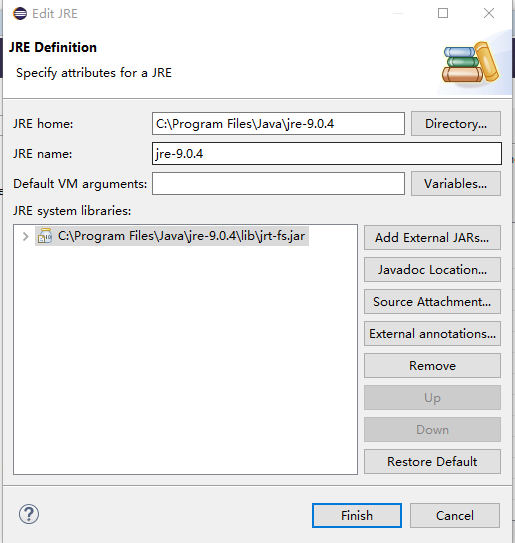 Edit JRE
JRE Definition
Specify attributes for a JRE
JRE home:
C:\Program Files\Java\jre-9.0.4
Directory...
JRE name:
jre-9.0.4
Default VM arguments:
Variables...
JRE system libraries:
C:\Program Files\Java\jre-9.0.4\lib\jrt-fs.jar
Add External JARs...
Javadoc Location...
Source Attachment...
External annotations...
Remove
Up
Down
Restore Default
Finish
Cancel